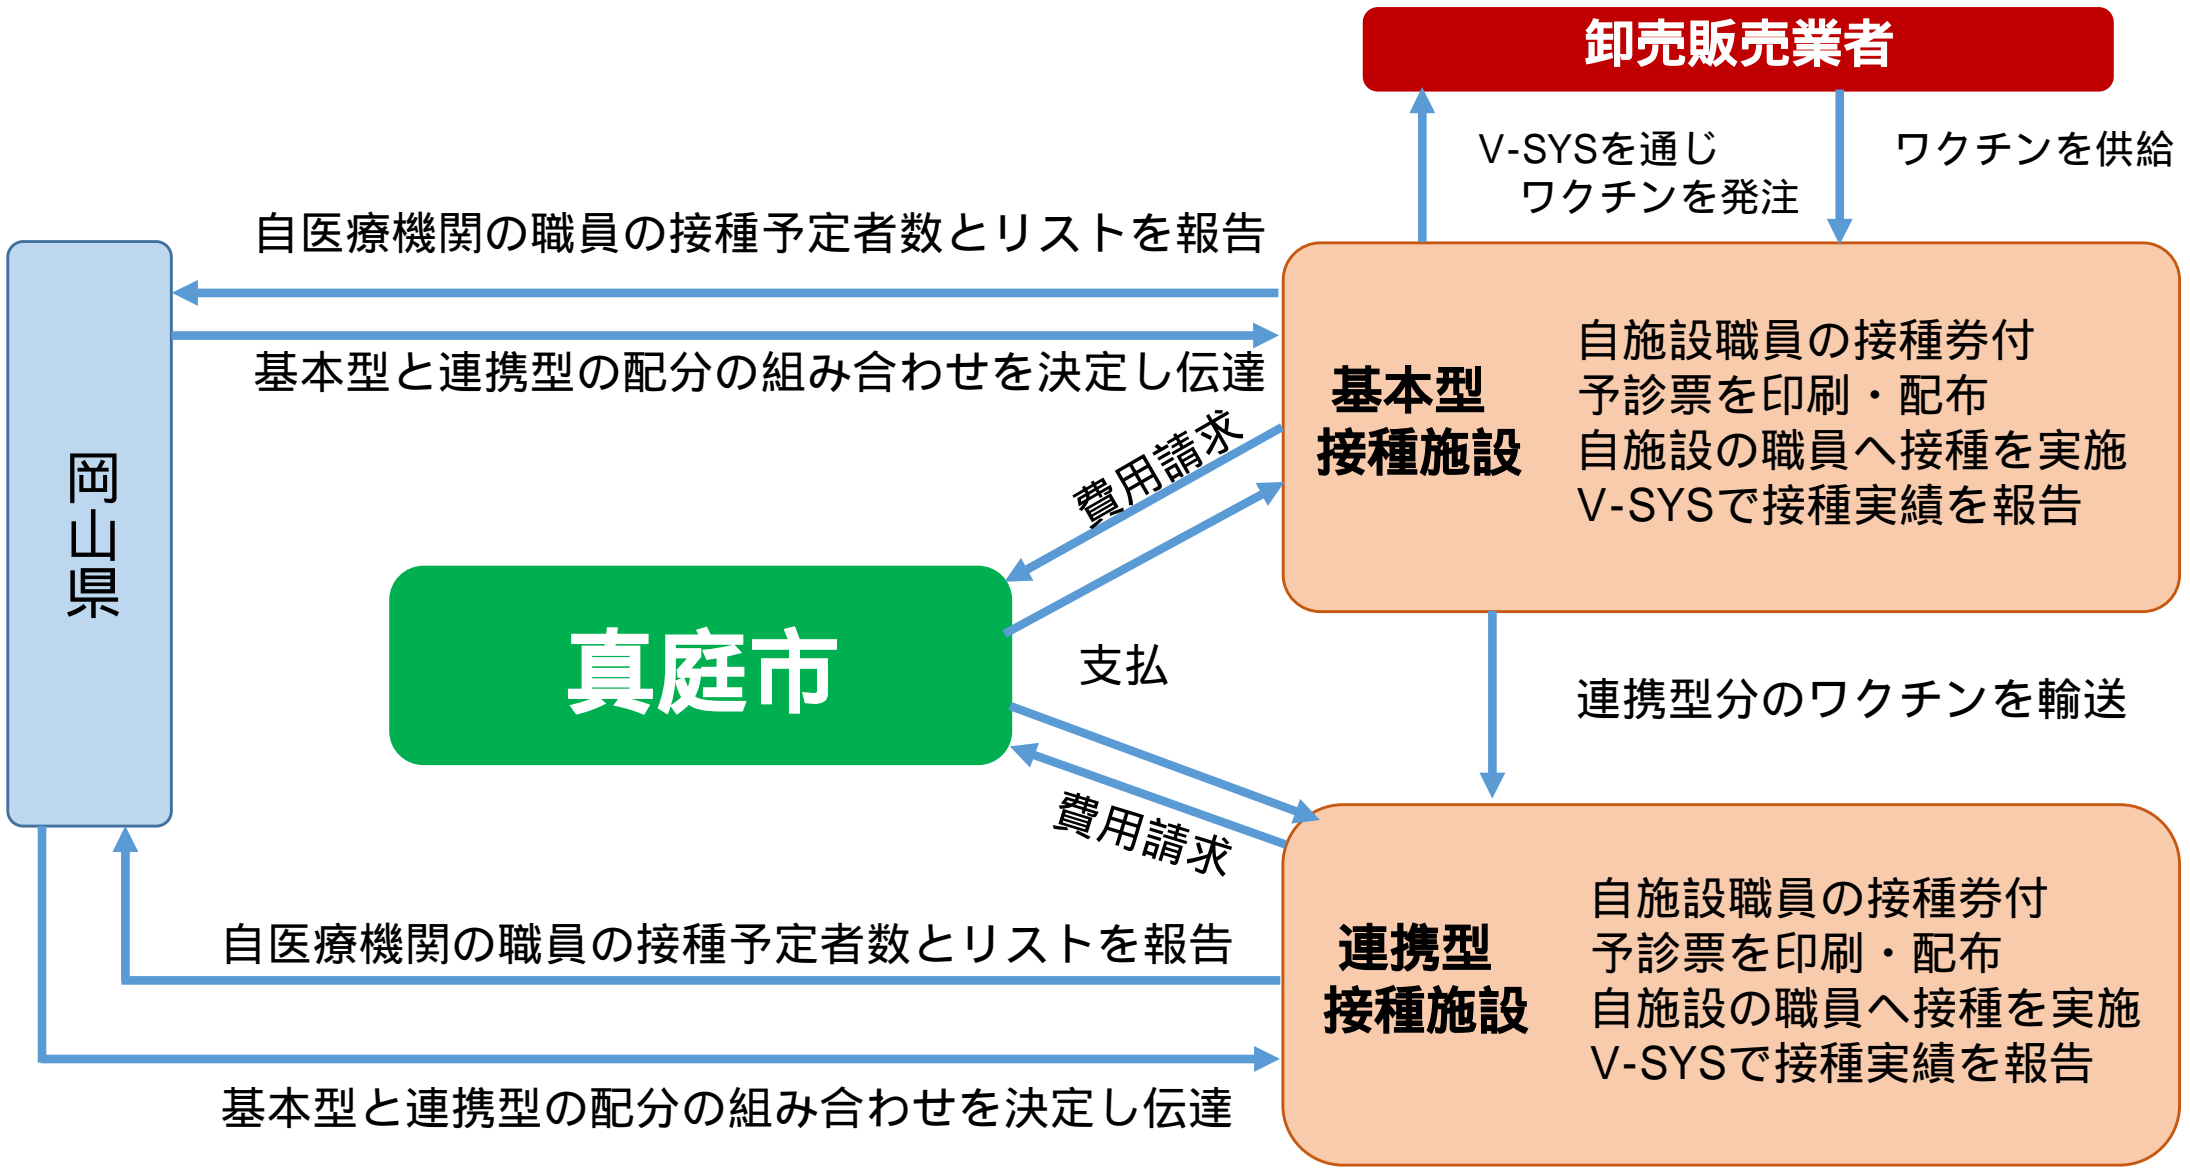 卸売販売業者
V-SYSを通じ
ワクチンを発注
ワクチンを供給
自医療機関の職員の接種予定者数とリストを報告
基本型と連携型の配分の組み合わせを決定し伝達
岡山県
基本型
接種施設
自施設職員の接種券付
予診票を印刷・配布
自施設の職員へ接種を実施
V-SYSで接種実績を報告
費用請求
真庭市
支払
連携型分のワクチンを輸送
費用請求
連携型
接種施設
自施設職員の接種券付
予診票を印刷・配布
自施設の職員へ接種を実施
V-SYSで接種実績を報告
自医療機関の職員の接種予定者数とリストを報告
基本型と連携型の配分の組み合わせを決定し伝達